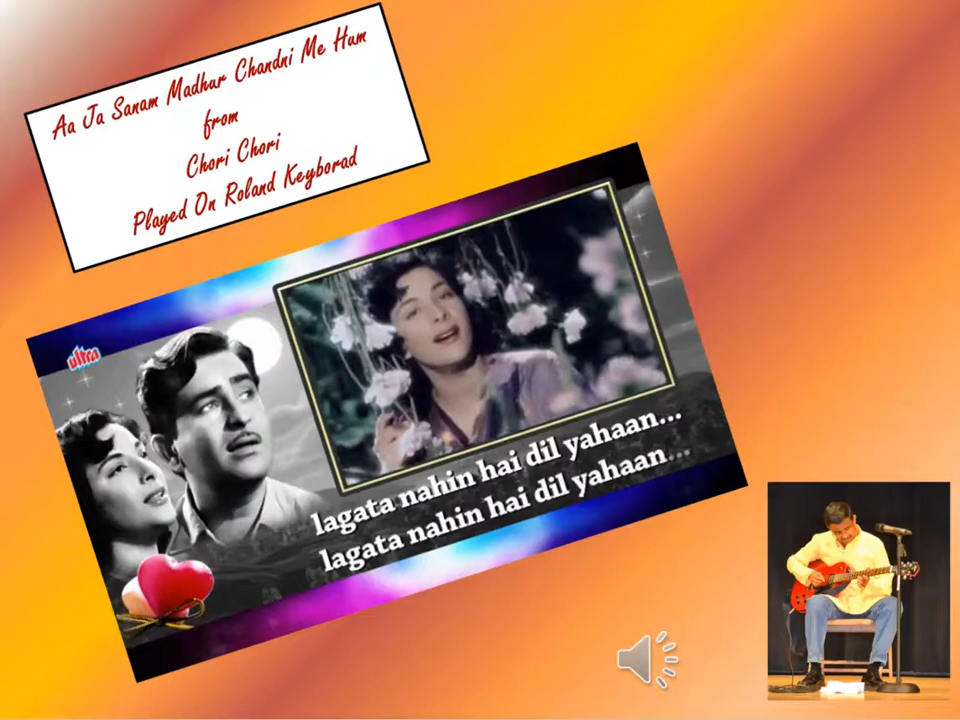 Aa Ja Sanam Madhur Chandni Me Hum
from
Chori Chori
Played On Roland Keyborad
ultra
lagata nahin hai dil yahaan...
lagata nahin hai dil yahaan...